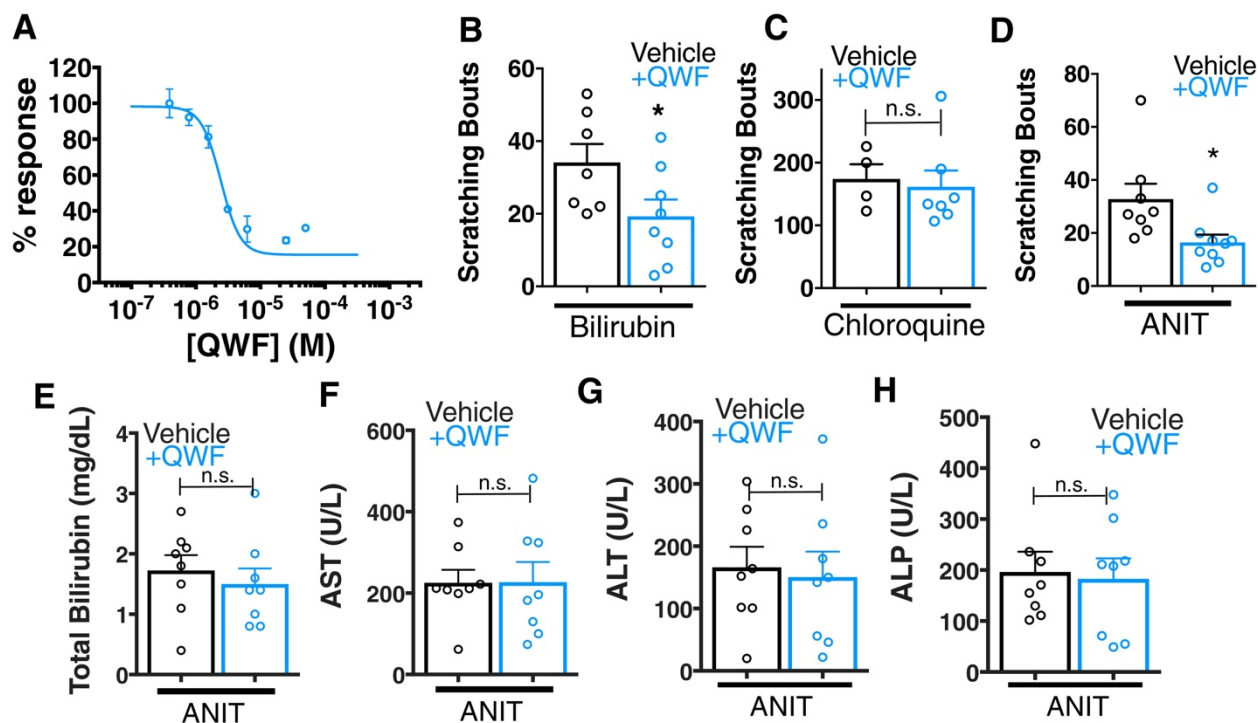 A
% response
120
100
80
60
40
20
0
10-7
10-6
10-5
10-4
10-3
[QWF] (M)
B
Scratching Bouts
Vehicle
+QWF
60
40
20
0
*
Bilirubin
C
Scratching Bouts
Vehicle
+QWF
300
200
100
0
n.s.
Chloroquine
D
Scratching Bouts
Vehicle
+QWF
80
60
40
20
0
*
ANIT
E
Total Bilirubin (mg/dL)
Vehicle
+QWF
4
3
2
1
0
n.s.
ANIT
F
AST (U/L)
Vehicle
+QWF
600
400
200
0
n.s.
ANIT
G
ALT (U/L)
Vehicle
+QWF
400
300
200
100
0
n.s.
ANIT
H
ALP (U/L)
Vehicle
+QWF
500
400
300
200
100
0
n.s.
ANIT